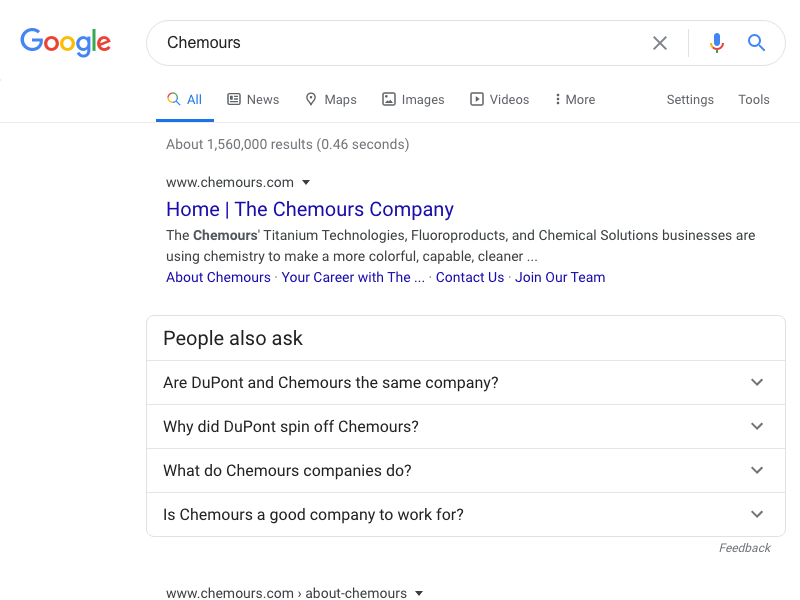 Google
Chemours
All News Maps Images Videos More Settings Tools
About 1,560,000 results (0.46 seconds)
www.chemours.com
Home | The Chemours Company
The Chemours' Titanium Technologies, Fluoroproducts, and Chemical Solutions businesses are
using chemistry to make a more colorful, capable, cleaner ...
About Chemours · Your Career with The ... · Contact Us · Join Our Team
People also ask
Are DuPont and Chemours the same company?
Why did DuPont spin off Chemours?
What do Chemours companies do?
Is Chemours a good company to work for?
Feedback
www.chemours.com › about-chemours